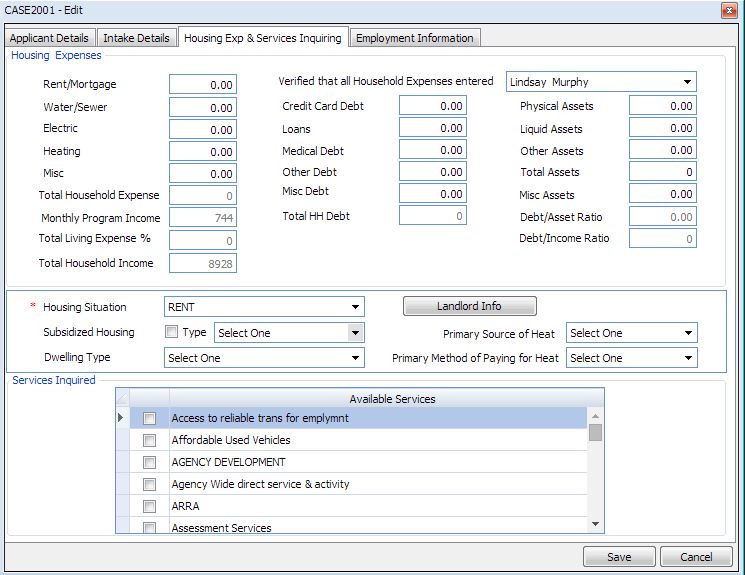 CASE2001 - Edit
Applicant Details Intake Details Housing Exp & Services Inquiring Employment Information
Housing Expenses
Rent/Mortgage 0.00 Verified that all Household Expenses entered Lindsay Murphy
Water/Sewer 0.00 Credit Card Debt 0.00 Physical Assets 0.00
Electric 0.00 Loans 0.00 Liquid Assets 0.00
Heating 0.00 Medical Debt 0.00 Other Assets 0.00
Misc 0.00 Other Debt 0.00 Total Assets 0
Total Household Expense 0 Misc Debt 0.00 Misc Assets 0.00
Monthly Program Income 744 Total HH Debt 0 Debt/Asset Ratio 0.00
Total Living Expense % 0 Debt/Income Ratio 0
Total Household Income 8928
* Housing Situation RENT Landlord Info
Subsidized Housing Type Select One Primary Source of Heat Select One
Dwelling Type Select One Primary Method of Paying for Heat Select One
Services Inquired
Available Services
Access to reliable trans for emplymnt
Affordable Used Vehicles
AGENCY DEVELOPMENT
Agency Wide direct service & activity
ARRA
Assessment Services
Save Cancel